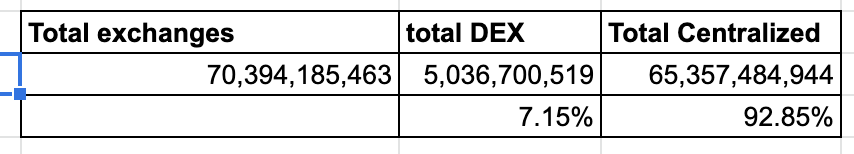 Total exchanges total DEX Total Centralized
70,394,185,463 5,036,700,519 65,357,484,944
7.15% 92.85%